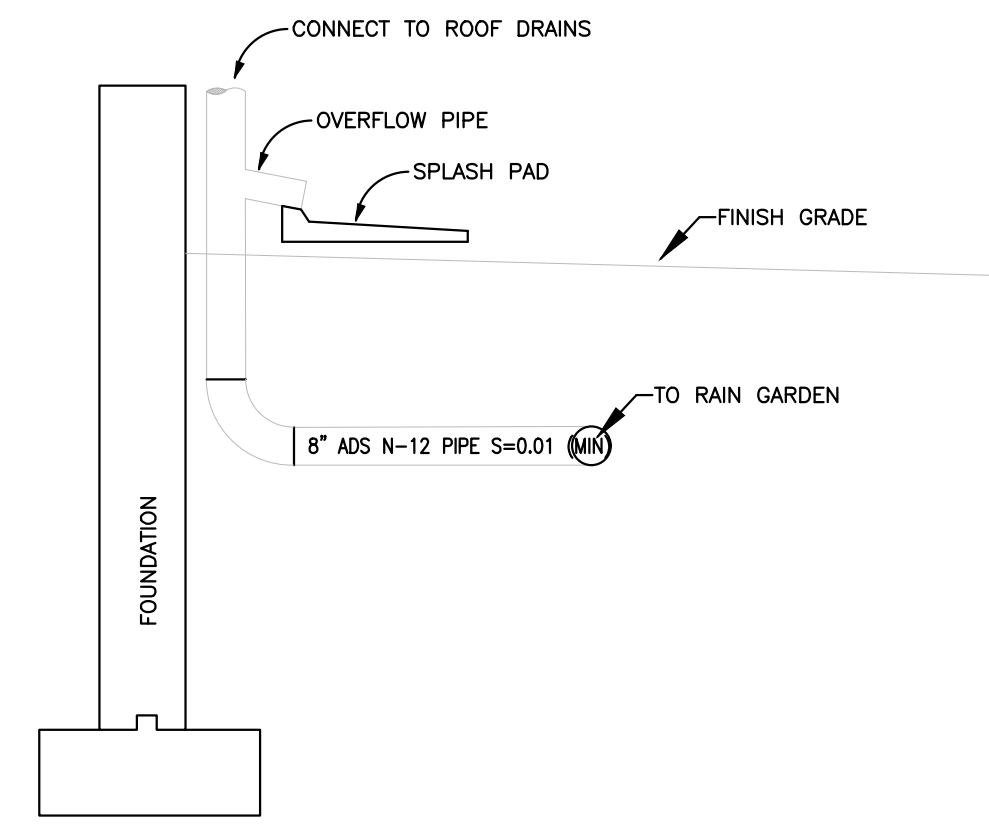 CONNECT TO ROOF DRAINS
OVERFLOW PIPE
SPLASH PAD
FINISH GRADE
TO RAIN GARDEN
8" ADS N-12 PIPE S=0.01 (MIN)
FOUNDATION